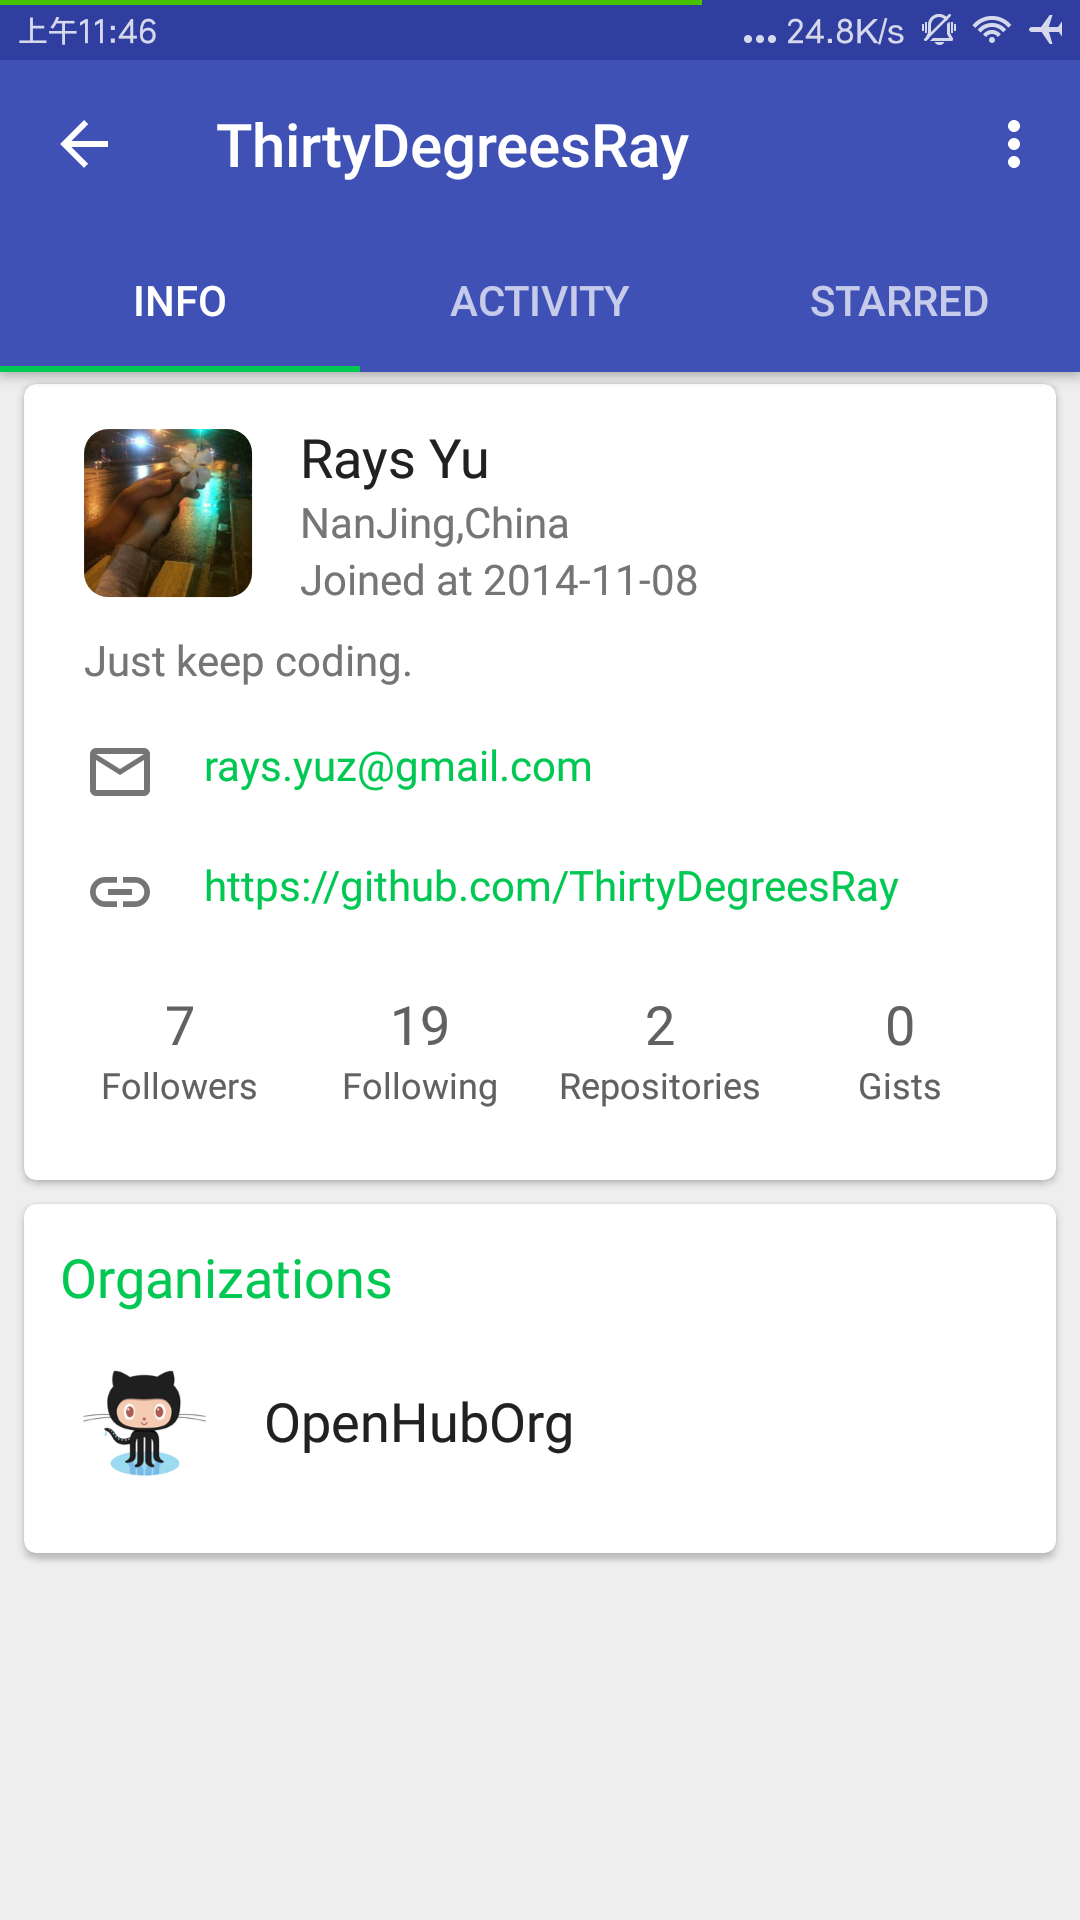 上午11:46
... 24.8K/s
ThirtyDegreesRay
INFO
ACTIVITY
STARRED
Rays Yu
NanJing,China
Joined at 2014-11-08
Just keep coding.
rays.yuz@gmail.com
https://github.com/ThirtyDegreesRay
7
Followers
19
Following
2
Repositories
0
Gists
Organizations
OpenHubOrg